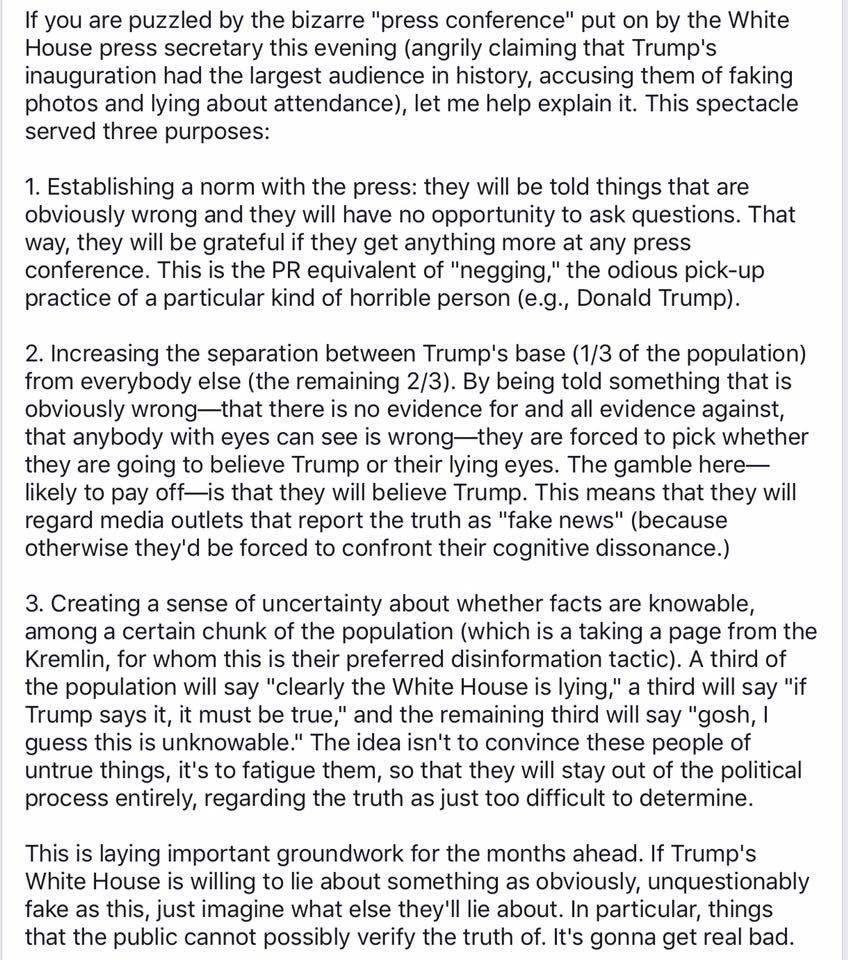 If you are puzzled by the bizarre "press conference" put on by the White
House press secretary this evening (angrily claiming that Trump's
inauguration had the largest audience in history, accusing them of faking
photos and lying about attendance), let me help explain it. This spectacle
served three purposes:
1. Establishing a norm with the press: they will be told things that are
obviously wrong and they will have no opportunity to ask questions. That
way, they will be grateful if they get anything more at any press
conference. This is the PR equivalent of "negging," the odious pick-up
practice of a particular kind of horrible person (e.g., Donald Trump).
2. Increasing the separation between Trump's base (1/3 of the population)
from everybody else (the remaining 2/3). By being told something that is
obviously wrong—that there is no evidence for and all evidence against,
that anybody with eyes can see is wrong—they are forced to pick whether
they are going to believe Trump or their lying eyes. The gamble here—
likely to pay off—is that they will believe Trump. This means that they will
regard media outlets that report the truth as "fake news" (because
otherwise they'd be forced to confront their cognitive dissonance.)
3. Creating a sense of uncertainty about whether facts are knowable,
among a certain chunk of the population (which is a taking a page from the
Kremlin, for whom this is their preferred disinformation tactic). A third of
the population will say "clearly the White House is lying," a third will say "if
Trump says it, it must be true," and the remaining third will say "gosh, I
guess this is unknowable." The idea isn't to convince these people of
untrue things, it's to fatigue them, so that they will stay out of the political
process entirely, regarding the truth as just too difficult to determine.
This is laying important groundwork for the months ahead. If Trump's
White House is willing to lie about something as obviously, unquestionably
fake as this, just imagine what else they'll lie about. In particular, things
that the public cannot possibly verify the truth of. It's gonna get real bad.